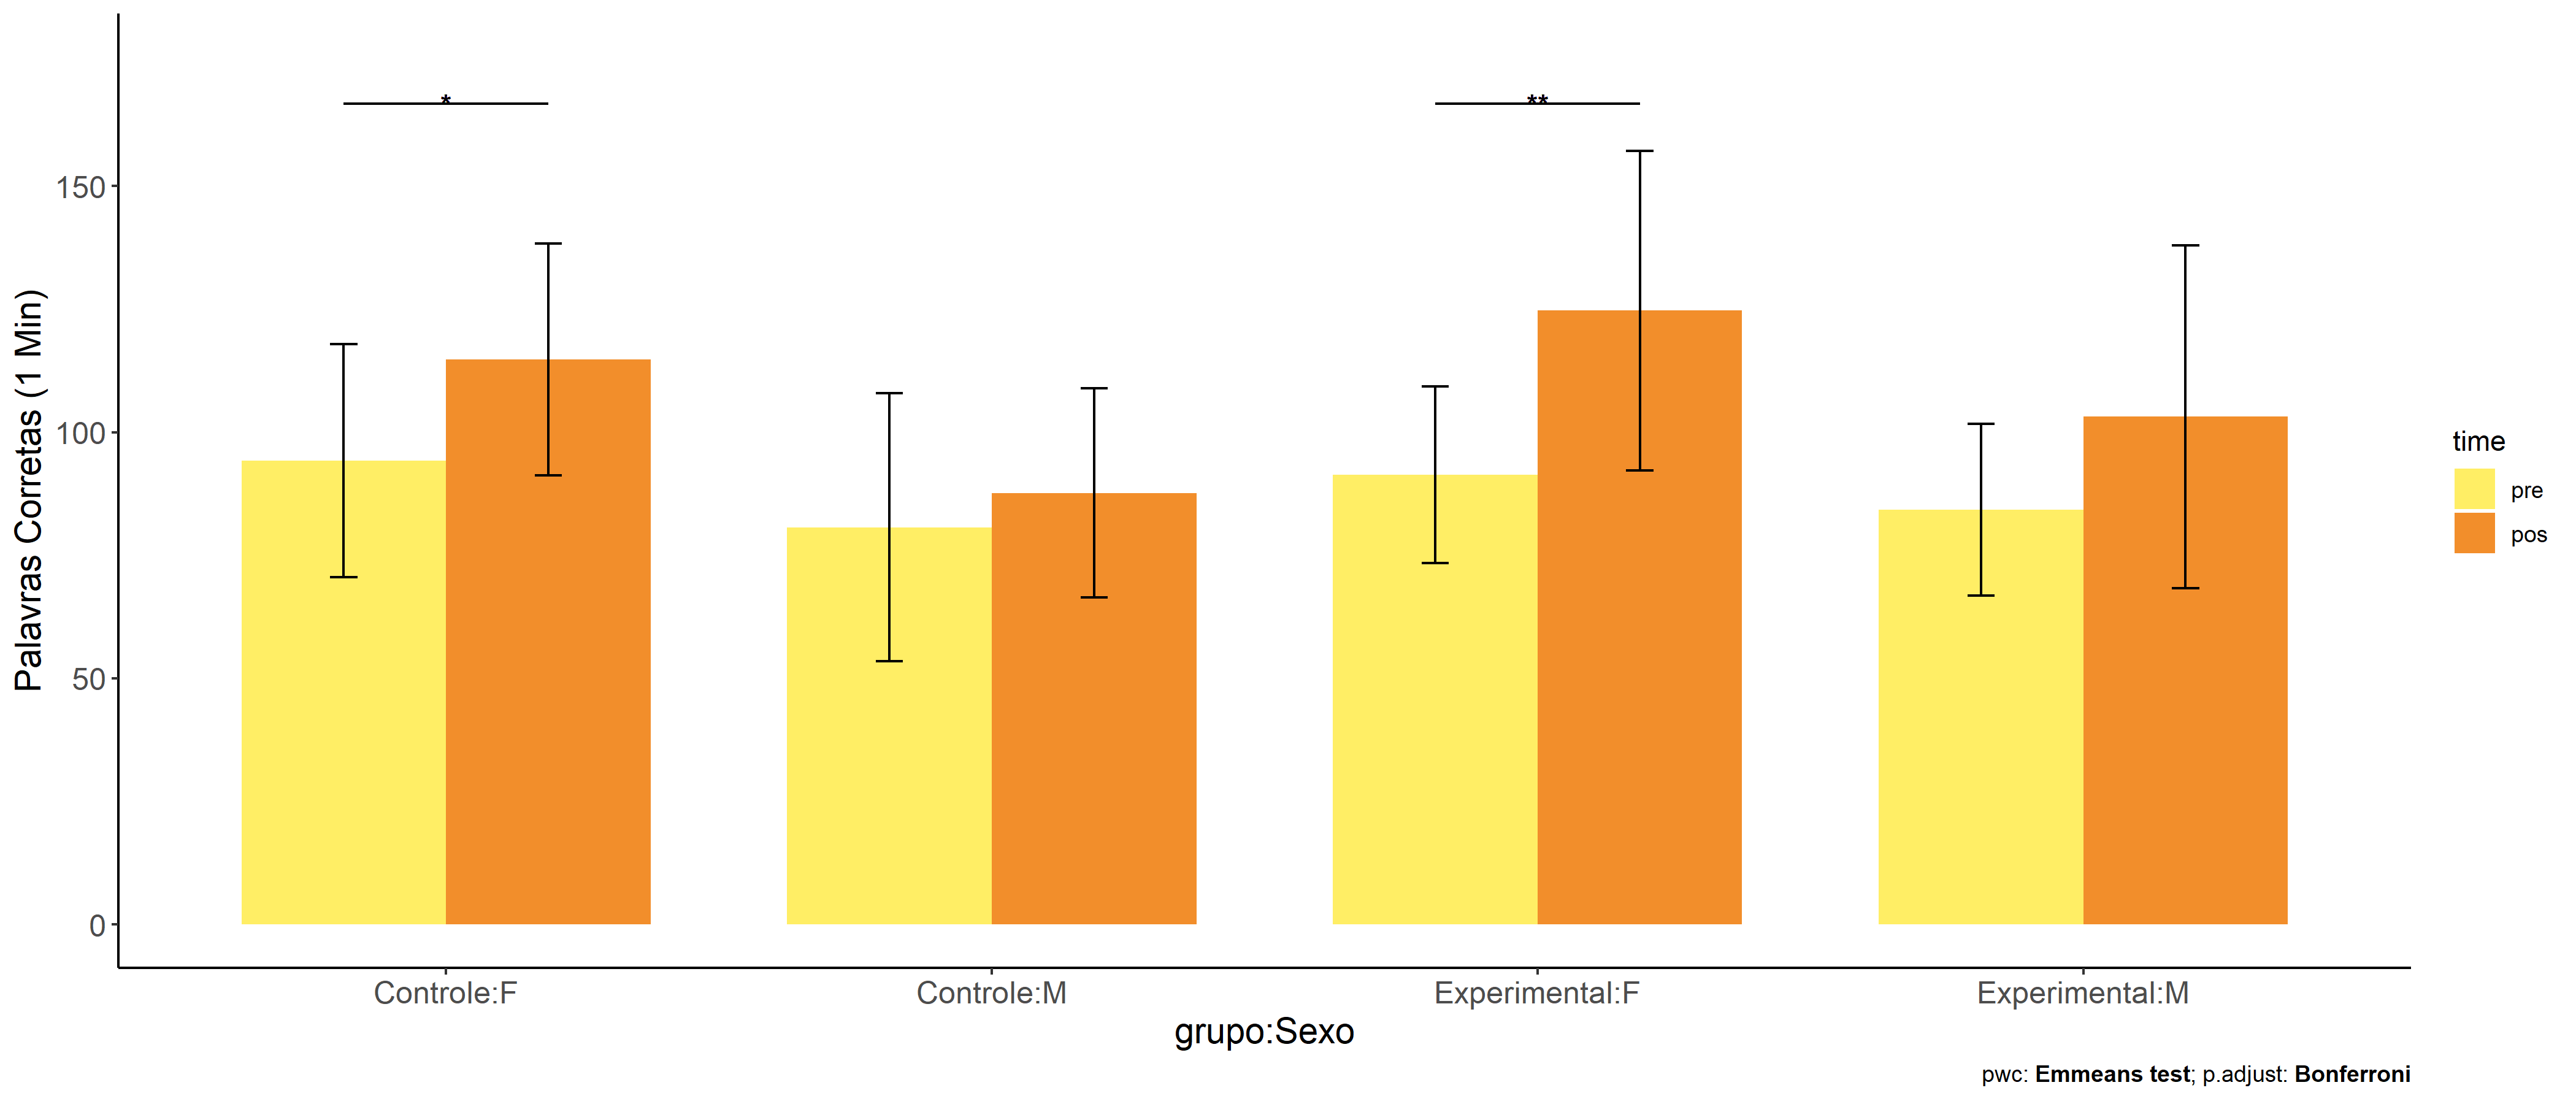 *
**
Palavras Corretas (1 Min)
150
100
50
0
Controle:F
Controle:M
Experimental:F
Experimental:M
grupo:Sexo
time
pre
pos
pwc: Emmeans test; p.adjust: Bonferroni